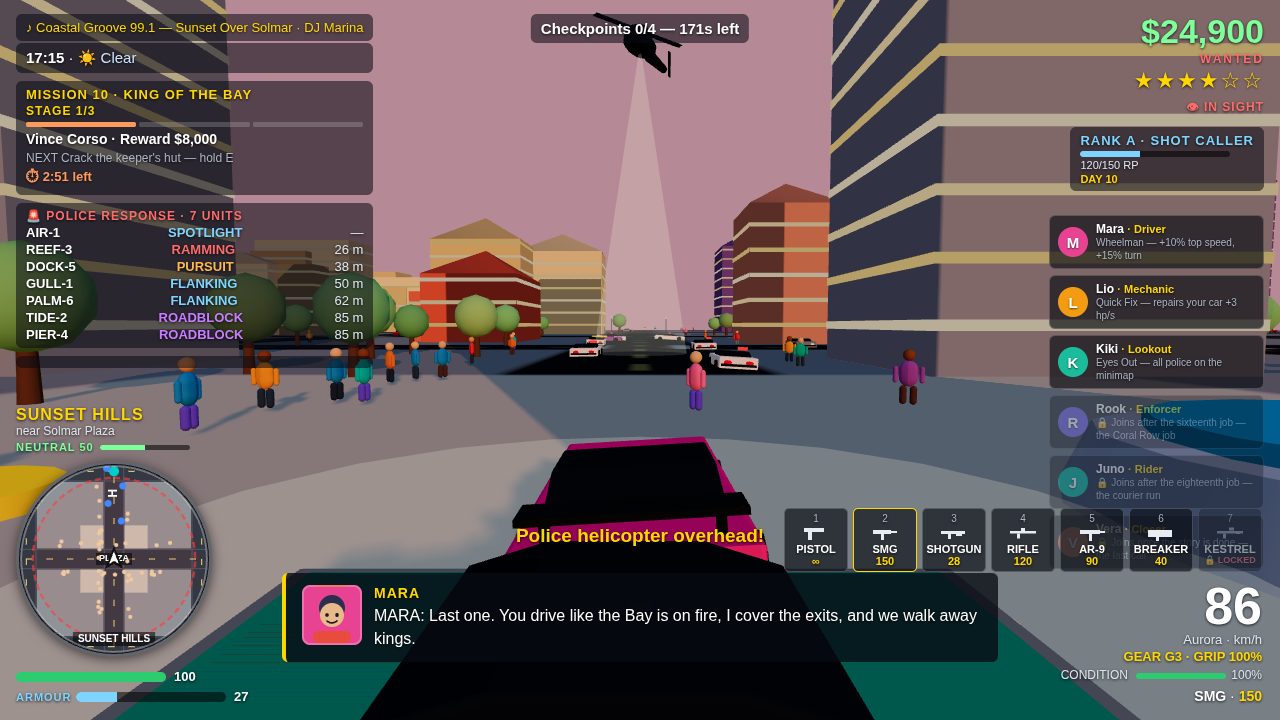 ♪ Coastal Groove 99.1 — Sunset Over Solmar · DJ Marina
17:15 · ☀️ Clear
MISSION 10 · KING OF THE BAY
STAGE 1/3
Vince Corso · Reward $8,000
NEXT Crack the keeper's hut — hold E
⏱ 2:51 left
🚨 POLICE RESPONSE · 7 UNITS
AIR-1 SPOTLIGHT —
REEF-3 RAMMING 26 m
DOCK-5 PURSUIT 38 m
GULL-1 FLANKING 50 m
PALM-6 FLANKING 62 m
TIDE-2 ROADBLOCK 85 m
PIER-4 ROADBLOCK 85 m
Checkpoints 0/4 — 171s left
$24,900
WANTED
★★★★☆☆
👁 IN SIGHT
RANK A · SHOT CALLER
120/150 RP
DAY 10
M
Mara · Driver
Wheelman — +10% top speed,
+15% turn
L
Lio · Mechanic
Quick Fix — repairs your car +3
hp/s
K
Kiki · Lookout
Eyes Out — all police on the
minimap
R
Rook · Enforcer
🔒 Joins after the sixteenth job —
the Coral Row job
J
Juno · Rider
🔒 Joins after the eighteenth job —
the courier run
SUNSET HILLS
near Solmar Plaza
NEUTRAL 50
H
PLAZA
SUNSET HILLS
100
ARMOUR 27
Police helicopter overhead!
MARA
MARA: Last one. You drive like the Bay is on fire, I cover the exits, and we walk away
kings.
1 PISTOL ∞
2 SMG 150
3 SHOTGUN 28
4 RIFLE 120
5 AR-9 90
6 BREAKER 40
7 KESTREL 🔒 LOCKED
86
Aurora · km/h
GEAR G3 · GRIP 100%
CONDITION 100%
SMG · 150